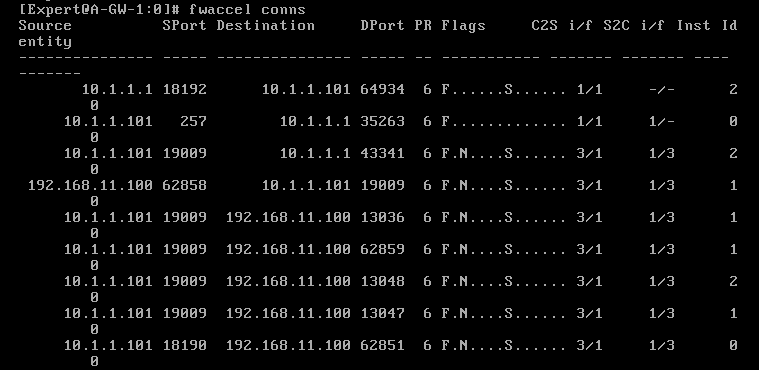 [Expert@A-GW-1:0]# fwaccel conns
Source SPort Destination DPort PR Flags C2S i/f S2C i/f Inst Id
entity
--------------- ----- --------------- ----- -- ----------- ------- ------- ----
-------
10.1.1.1 18192 10.1.1.101 64934 6 F......S...... 1/1 -/- 2
0
10.1.1.101 257 10.1.1.1 35263 6 F............. 1/1 1/- 0
0
10.1.1.101 19009 10.1.1.1 43341 6 F.N....S...... 3/1 1/3 2
0
192.168.11.100 62858 10.1.1.101 19009 6 F.N....S...... 3/1 1/3 1
0
10.1.1.101 19009 192.168.11.100 13036 6 F.N....S...... 3/1 1/3 1
0
10.1.1.101 19009 192.168.11.100 62859 6 F.N....S...... 3/1 1/3 1
0
10.1.1.101 19009 192.168.11.100 13048 6 F.N....S...... 3/1 1/3 2
0
10.1.1.101 19009 192.168.11.100 13047 6 F.N....S...... 3/1 1/3 1
0
10.1.1.101 18190 192.168.11.100 62851 6 F.N....S...... 3/1 1/3 0
0